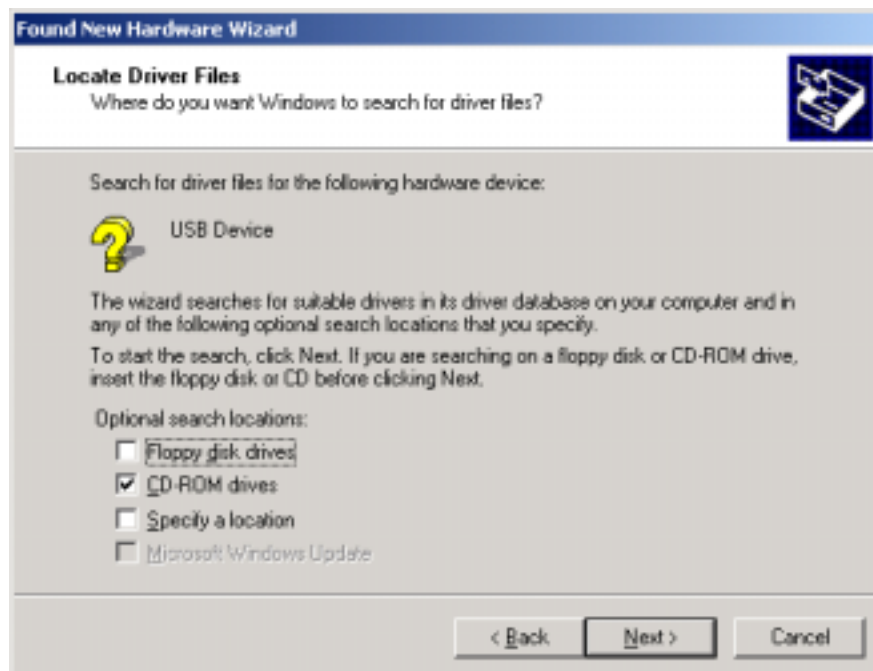 Found New Hardware Wizard
Locate Driver Files
Where do you want Windows to search for driver files?
Search for driver files for the following hardware device:
USB Device
The wizard searches for suitable drivers in its driver database on your computer and in
any of the following optional search locations that you specify.
To start the search, click Next. If you are searching on a floppy disk or CD-ROM drive,
insert the floppy disk or CD before clicking Next.
Optional search locations:
Floppy disk drives
CD-ROM drives
Specify a location
Microsoft Windows Update
< Back Next > Cancel